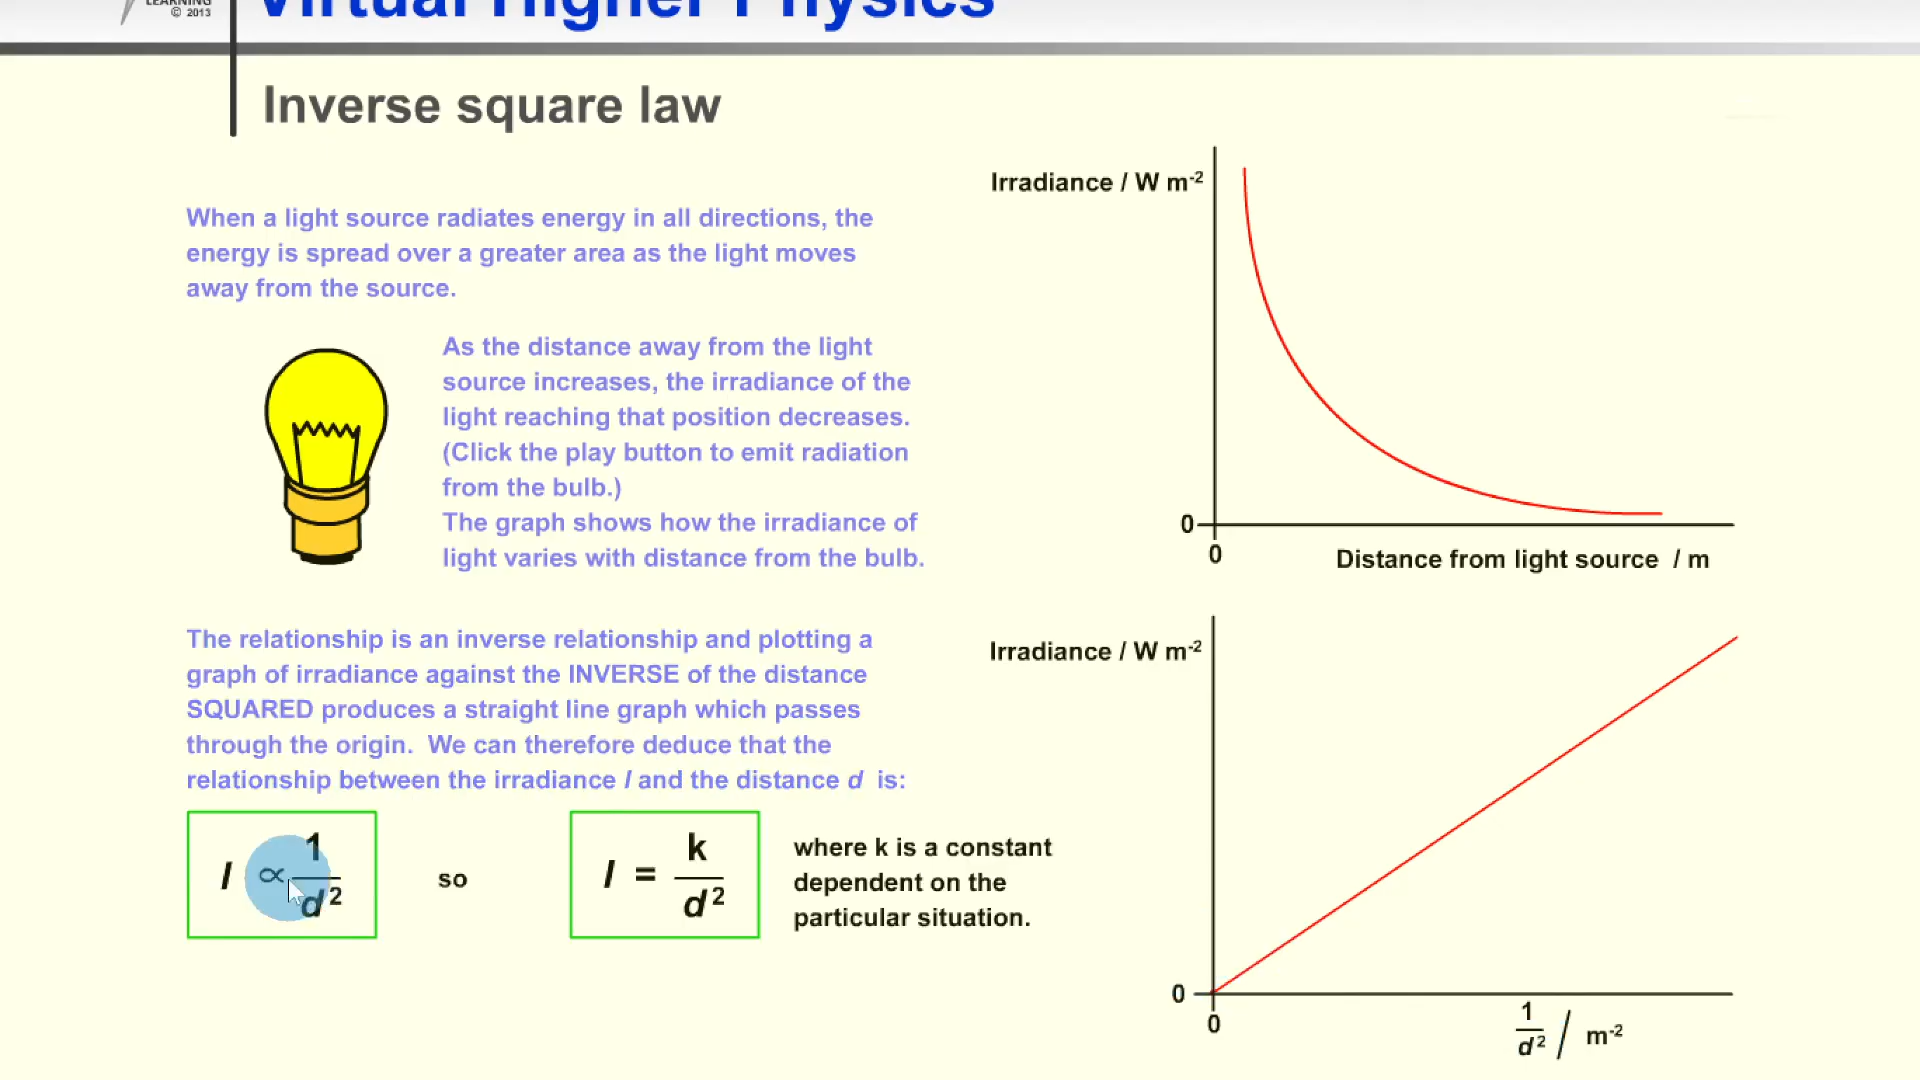 LEARNING
© 2013
Virtual Higher Physics
Inverse square law
When a light source radiates energy in all directions, the
energy is spread over a greater area as the light moves
away from the source.
As the distance away from the light
source increases, the irradiance of the
light reaching that position decreases.
(Click the play button to emit radiation
from the bulb.)
The graph shows how the irradiance of
light varies with distance from the bulb.
The relationship is an inverse relationship and plotting a
graph of irradiance against the INVERSE of the distance
SQUARED produces a straight line graph which passes
through the origin. We can therefore deduce that the
relationship between the irradiance I and the distance d is:
I ∝ 1/d²
so
I = k/d²
where k is a constant
dependent on the
particular situation.
Irradiance / W m⁻²
0
0
Distance from light source / m
Irradiance / W m⁻²
0
0
1/d² / m⁻²